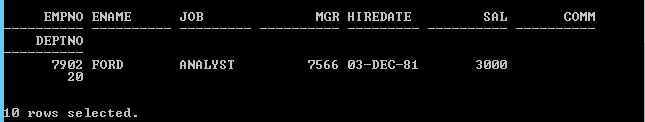 EMPNO ENAME JOB MGR HIREDATE SAL COMM
---------- ---------- --------- ---------- --------- ---------- ----------
DEPTNO
----------
7902 FORD ANALYST 7566 03-DEC-81 3000
20
10 rows selected.